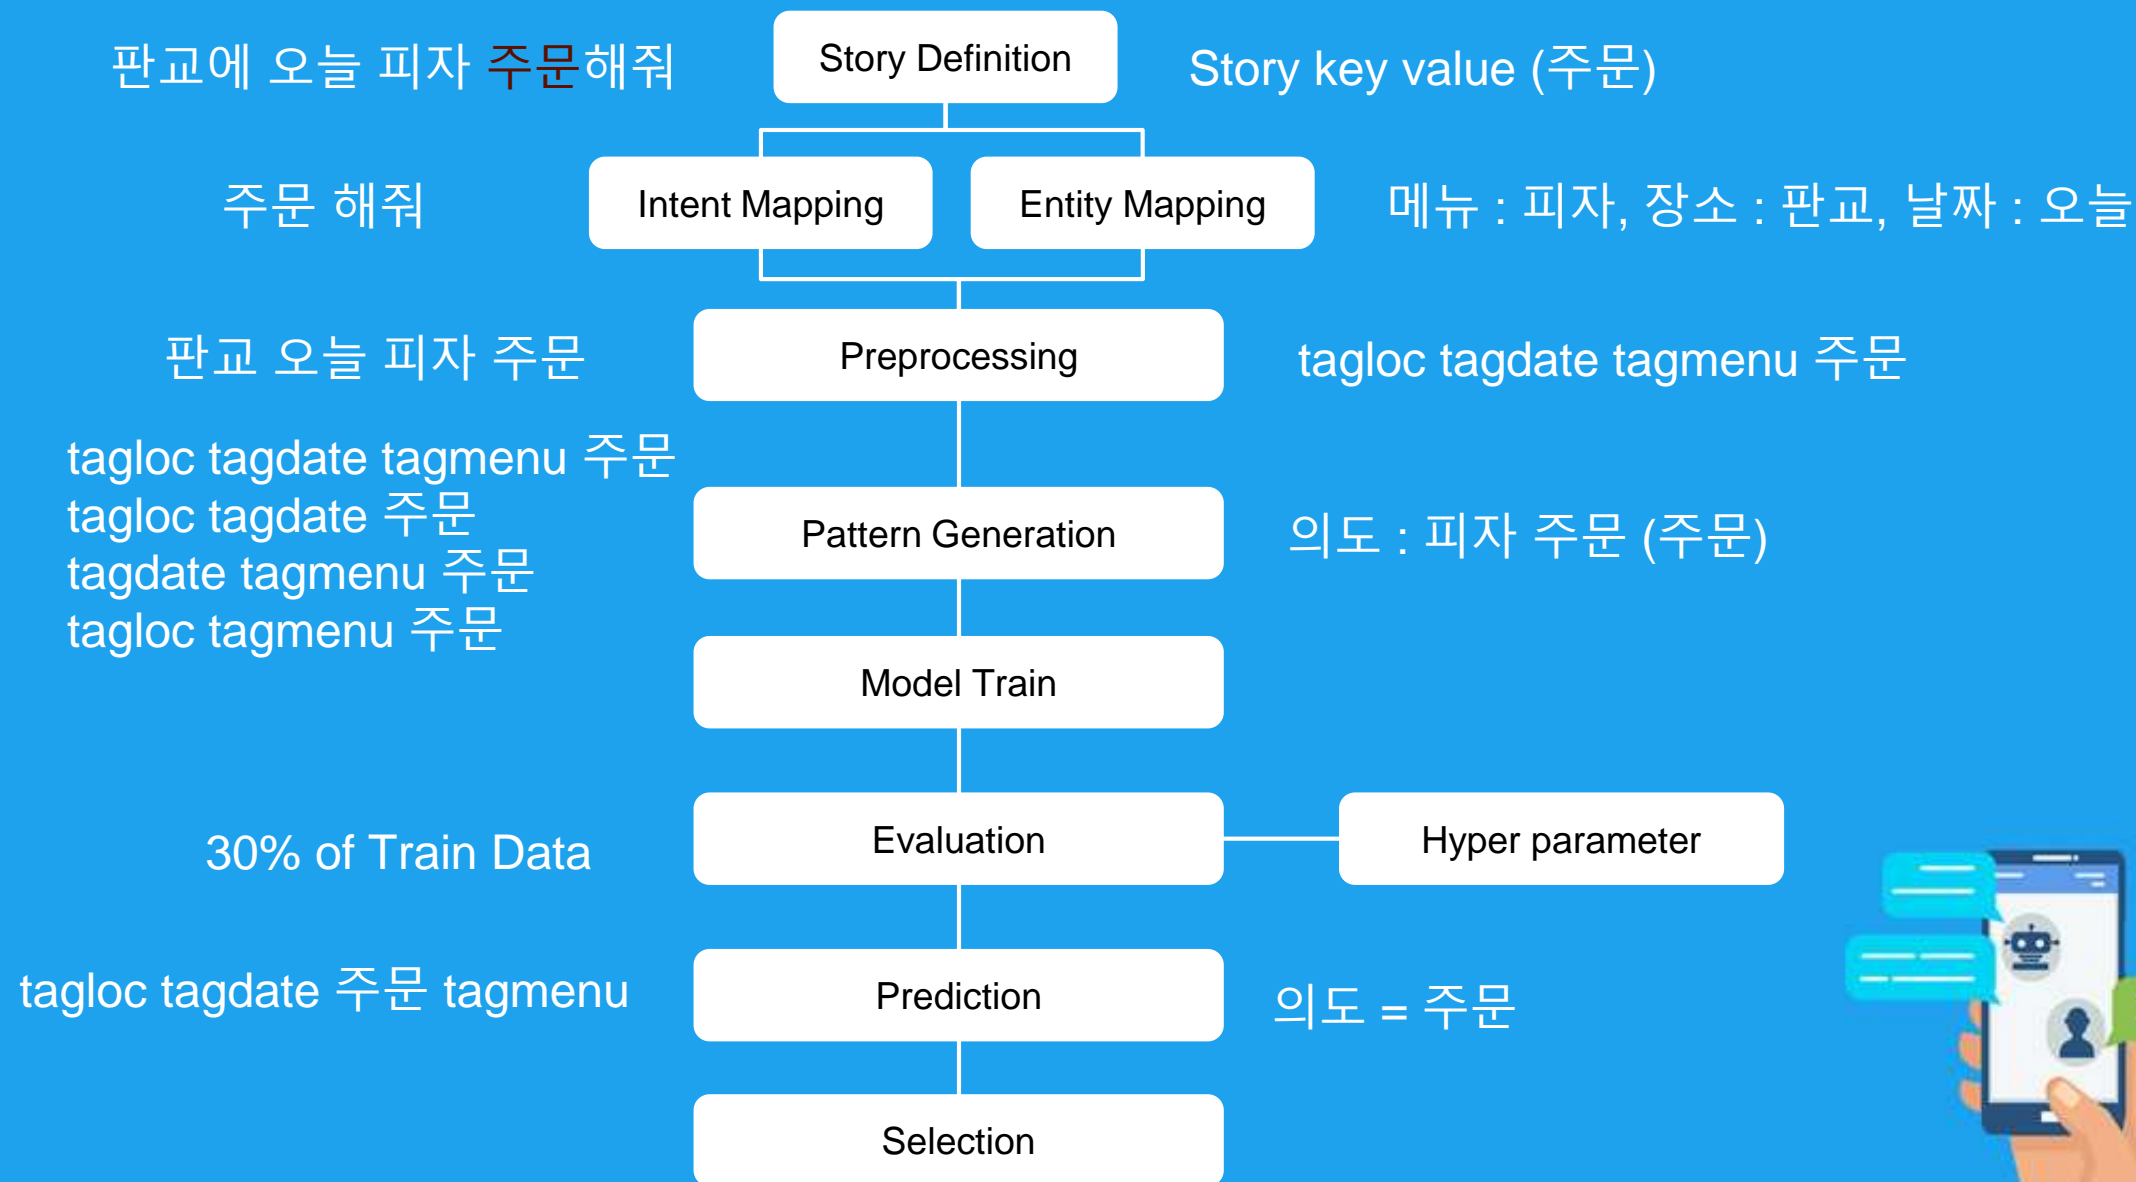 판교에 오늘 피자 주문해줘
Story Definition
Story key value (주문)
주문 해줘
Intent Mapping
Entity Mapping
메뉴 : 피자, 장소 : 판교, 날짜 : 오늘
판교 오늘 피자 주문
Preprocessing
tagloc tagdate tagmenu 주문
tagloc tagdate tagmenu 주문
tagloc tagdate 주문
tagdate tagmenu 주문
tagloc tagmenu 주문
Pattern Generation
의도 : 피자 주문 (주문)
Model Train
30% of Train Data
Evaluation
Hyper parameter
tagloc tagdate 주문 tagmenu
Prediction
의도 = 주문
Selection